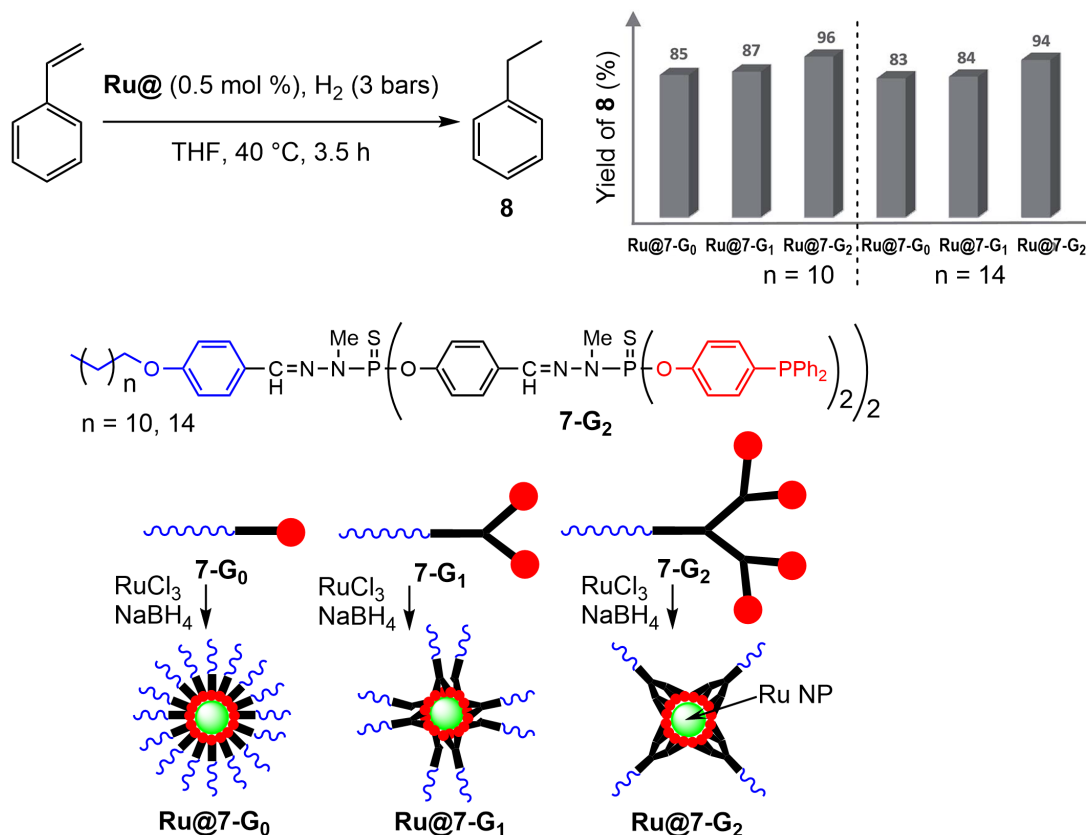 Ru@ (0.5 mol %), H2 (3 bars)
THF, 40 °C, 3.5 h
8
Yield of 8 (%)
85 87 96 83 84 94
Ru@7-G0 Ru@7-G1 Ru@7-G2 Ru@7-G0 Ru@7-G1 Ru@7-G2
n = 10 n = 14
Me S Me S
( )n O C=N–N–P ( O C=N–N–P ( O PPh2 )2 )2
H H
n = 10, 14
7-G2
7-G0 7-G1 7-G2
RuCl3 RuCl3 RuCl3
NaBH4 NaBH4 NaBH4
Ru NP
Ru@7-G0 Ru@7-G1 Ru@7-G2